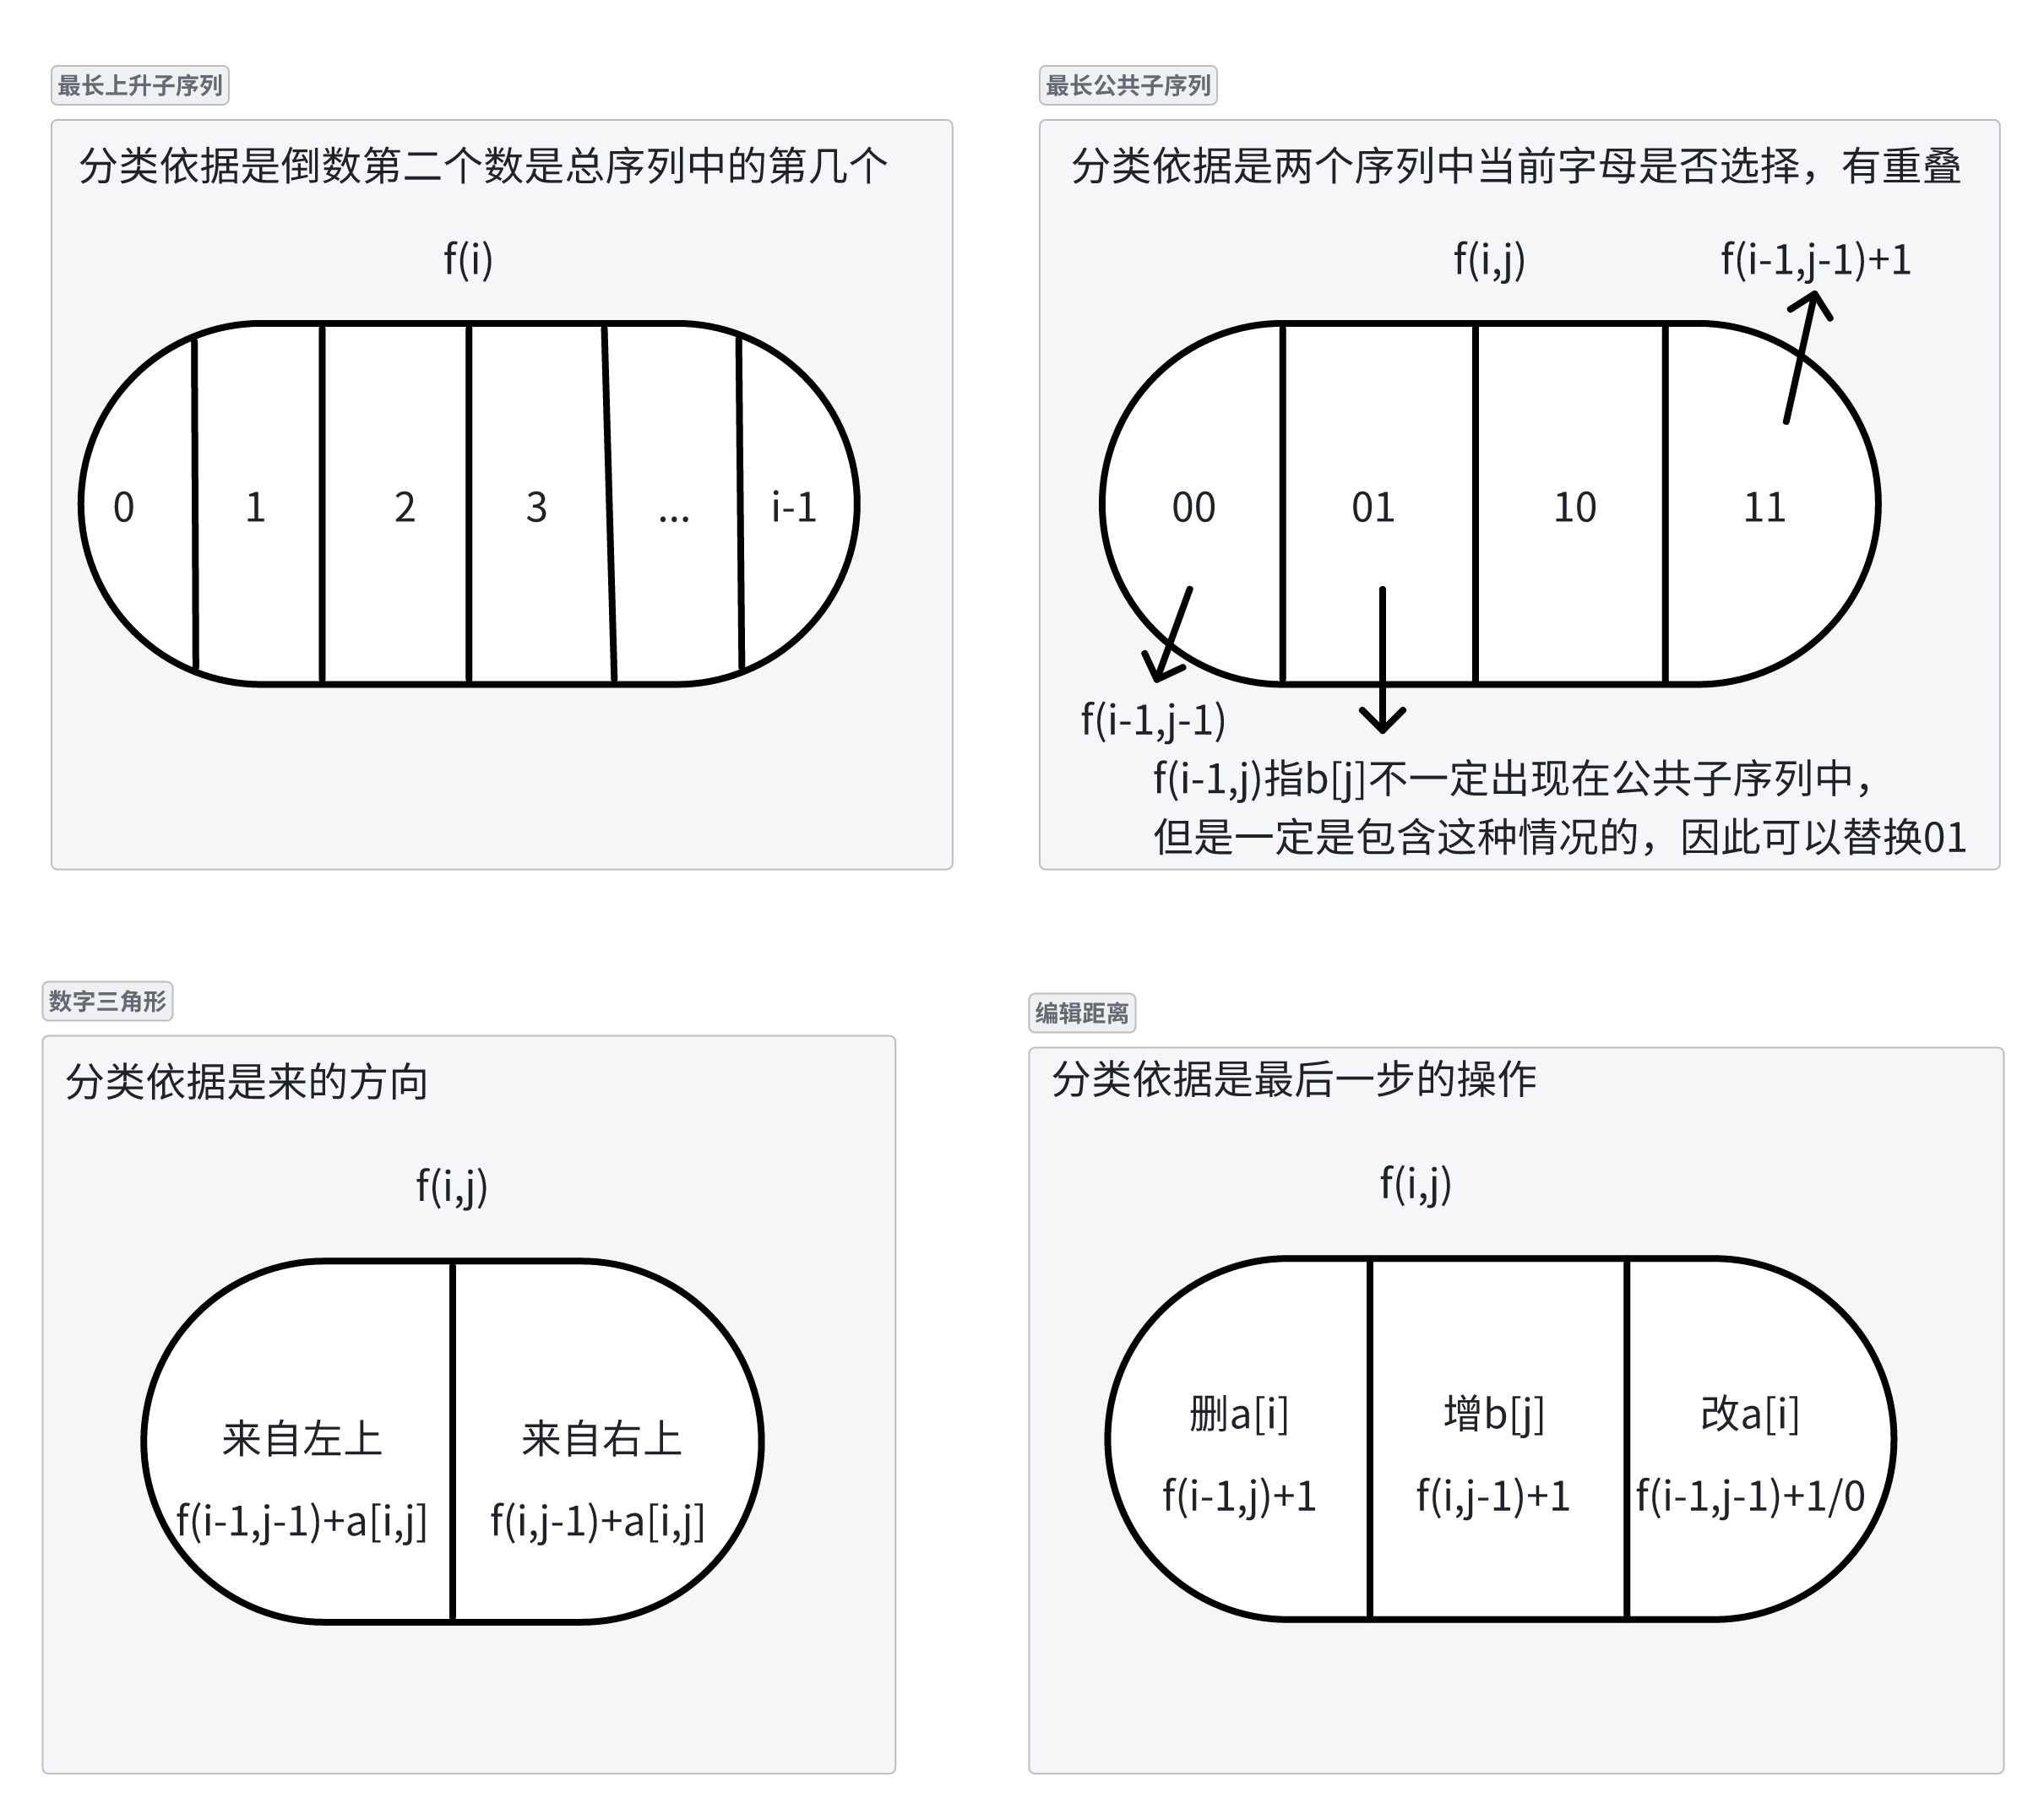 最长上升子序列
分类依据是倒数第二个数是总序列中的第几个
f(i)
0
1
2
3
...
i-1
最长公共子序列
分类依据是两个序列中当前字母是否选择，有重叠
f(i,j)
f(i-1,j-1)+1
00
01
10
11
f(i-1,j-1)
f(i-1,j)指b[j]不一定出现在公共子序列中，
但是一定是包含这种情况的，因此可以替换01
数字三角形
分类依据是来的方向
f(i,j)
来自左上
f(i-1,j-1)+a[i,j]
来自右上
f(i,j-1)+a[i,j]
编辑距离
分类依据是最后一步的操作
f(i,j)
删a[i]
f(i-1,j)+1
增b[j]
f(i,j-1)+1
改a[i]
f(i-1,j-1)+1/0